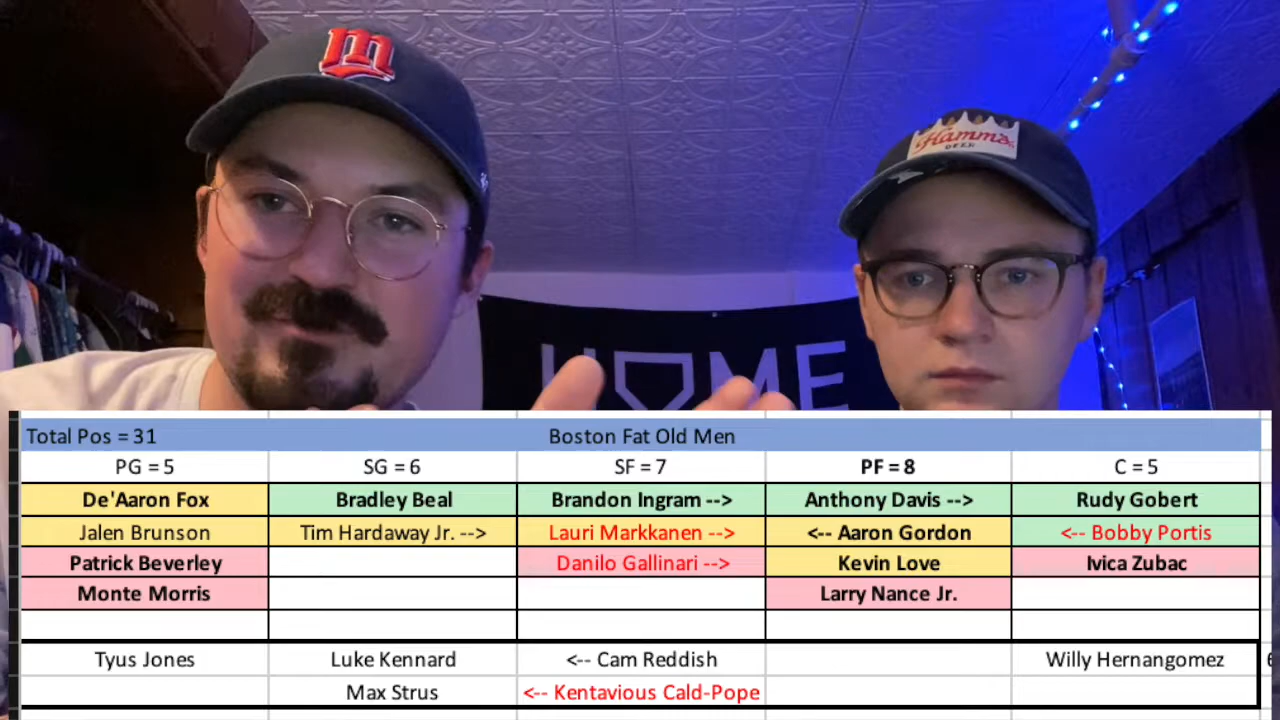 m
Hamm's
BEER
HOME
Total Pos = 31 Boston Fat Old Men
PG = 5 SG = 6 SF = 7 PF = 8 C = 5
De'Aaron Fox Bradley Beal Brandon Ingram --> Anthony Davis --> Rudy Gobert
Jalen Brunson Tim Hardaway Jr. --> Lauri Markkanen --> <-- Aaron Gordon <-- Bobby Portis
Patrick Beverley Danilo Gallinari --> Kevin Love Ivica Zubac
Monte Morris Larry Nance Jr.
Tyus Jones Luke Kennard <-- Cam Reddish Willy Hernangomez
Max Strus <-- Kentavious Cald-Pope